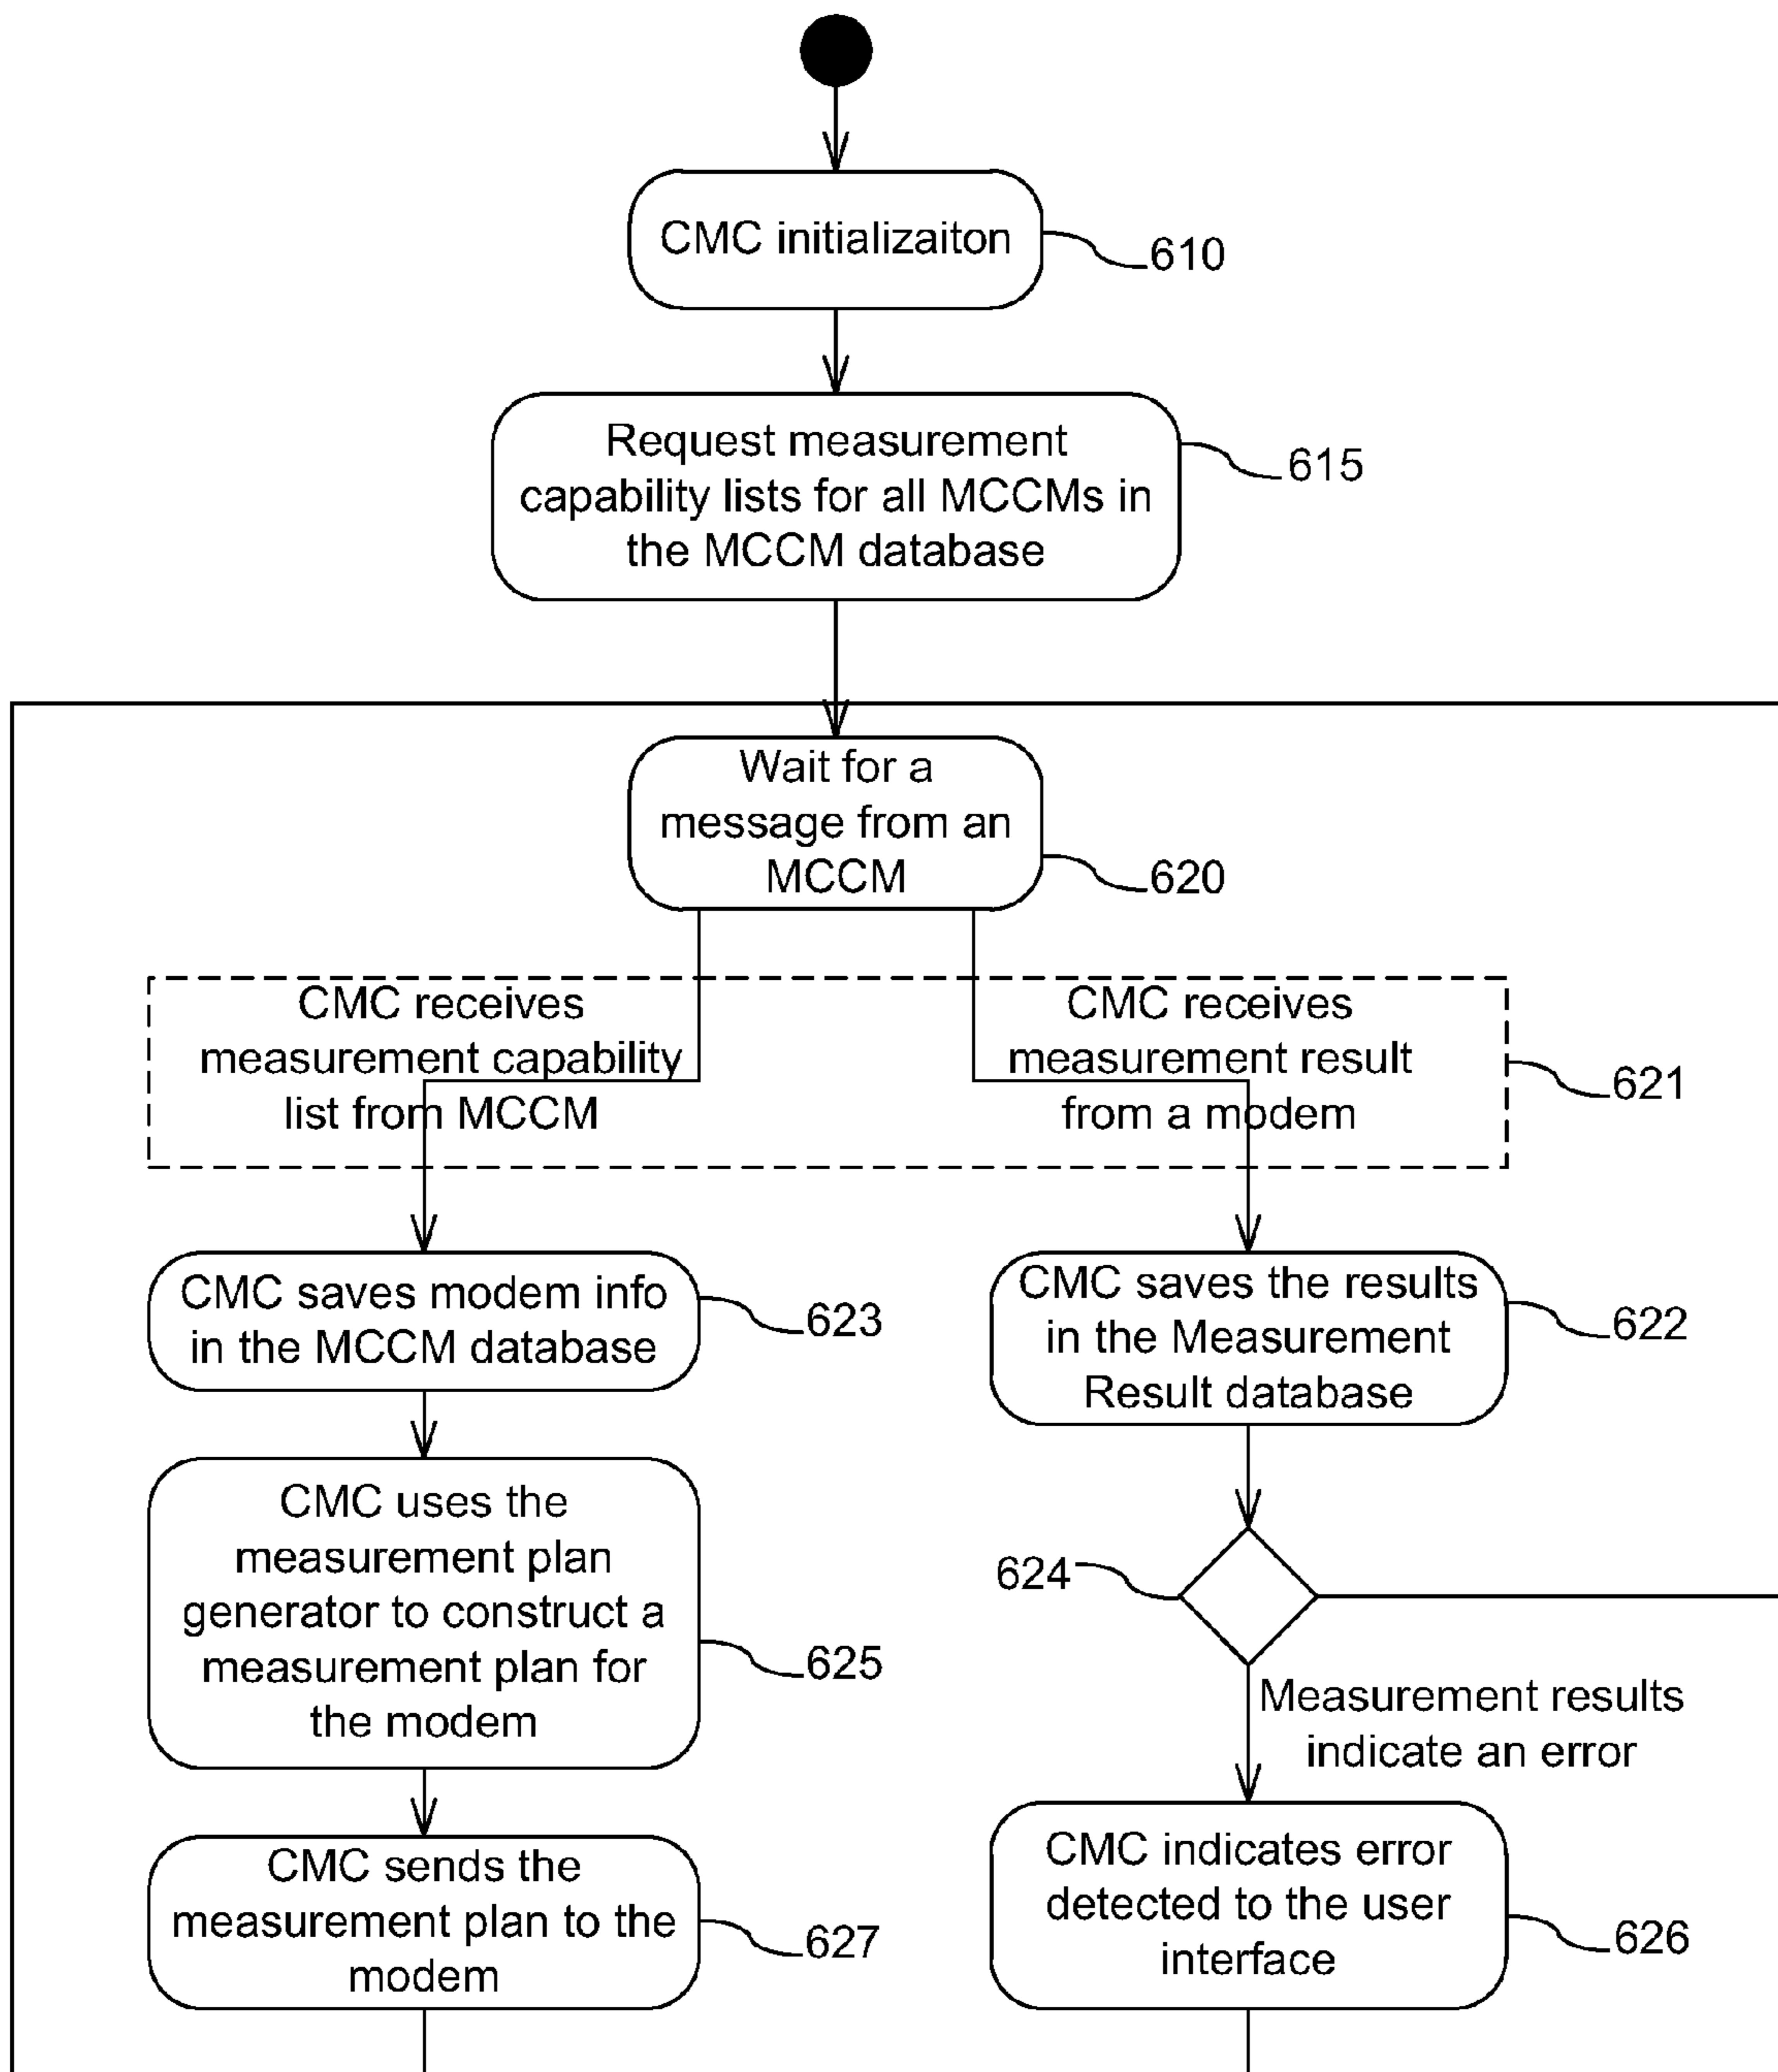 CMC initializaiton
610
Request measurement
capability lists for all MCCMs in
the MCCM database
615
Wait for a
message from an
MCCM
620
CMC receives
measurement capability
list from MCCM
CMC receives
measurement result
from a modem
621
CMC saves modem info
in the MCCM database
623
CMC saves the results
in the Measurement
Result database
622
CMC uses the
measurement plan
generator to construct a
measurement plan for
the modem
625
624
Measurement results
indicate an error
CMC sends the
measurement plan to the
modem
627
CMC indicates error
detected to the user
interface
626